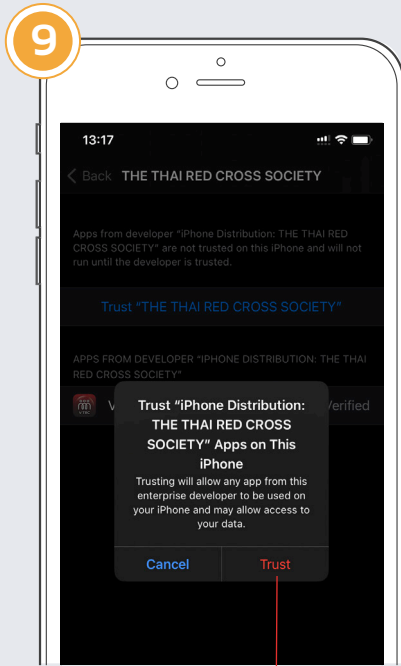 9
13:17
Back THE THAI RED CROSS SOCIETY
Apps from developer "iPhone Distribution: THE THAI RED
CROSS SOCIETY" are not trusted on this iPhone and will not
run until the developer is trusted.
Trust "THE THAI RED CROSS SOCIETY"
APPS FROM DEVELOPER "IPHONE DISTRIBUTION: THE THAI
RED CROSS SOCIETY"
V Verified
Trust "iPhone Distribution:
THE THAI RED CROSS
SOCIETY" Apps on This
iPhone
Trusting will allow any app from this
enterprise developer to be used on
your iPhone and may allow access to
your data.
Cancel Trust